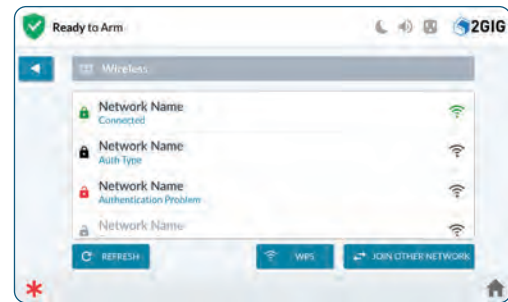 Ready to Arm
2GIG
Wireless
Network Name
Connected
Network Name
Auth Type
Network Name
Authentication Problem
Network Name
REFRESH
WPS
JOIN OTHER NETWORK